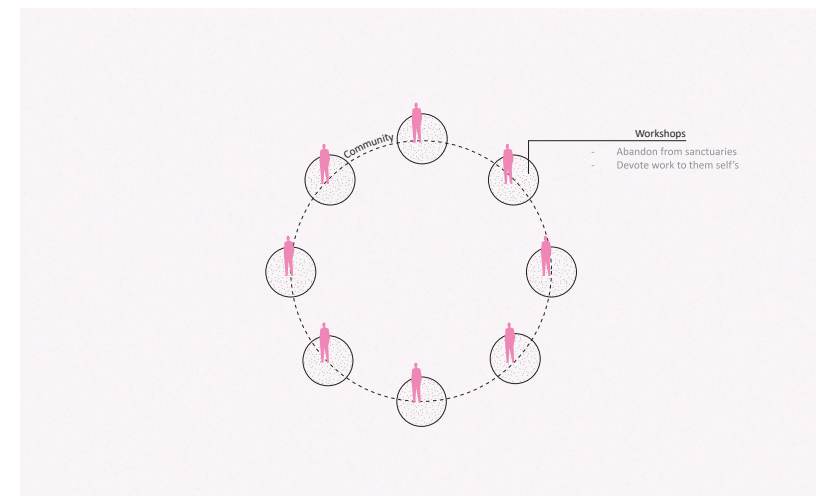 Community
Workshops
- Abandon from sanctuaries
- Devote work to them self's